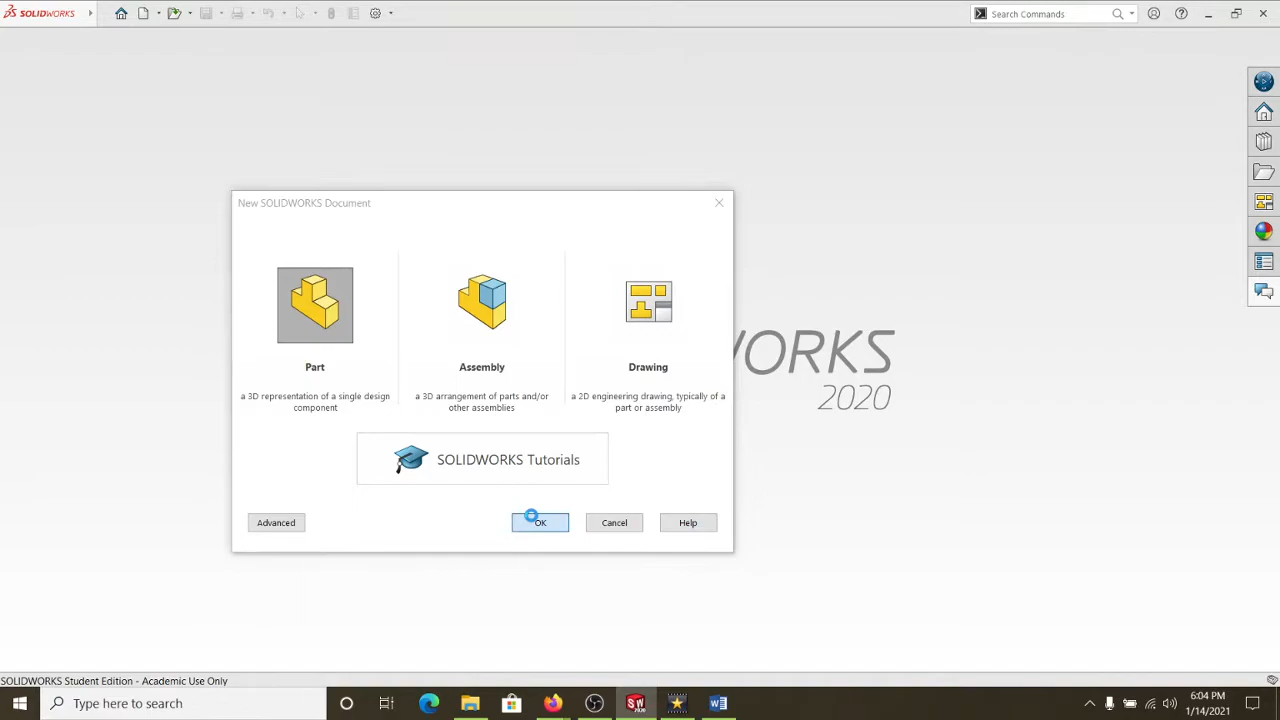 SOLIDWORKS
Search Commands
New SOLIDWORKS Document
Part
Assembly
Drawing
a 3D representation of a single design component
a 3D arrangement of parts and/or other assemblies
a 2D engineering drawing, typically of a part or assembly
WORKS
2020
SOLIDWORKS Tutorials
Advanced
OK
Cancel
Help
SOLIDWORKS Student Edition - Academic Use Only
Type here to search
6:04 PM
1/14/2021